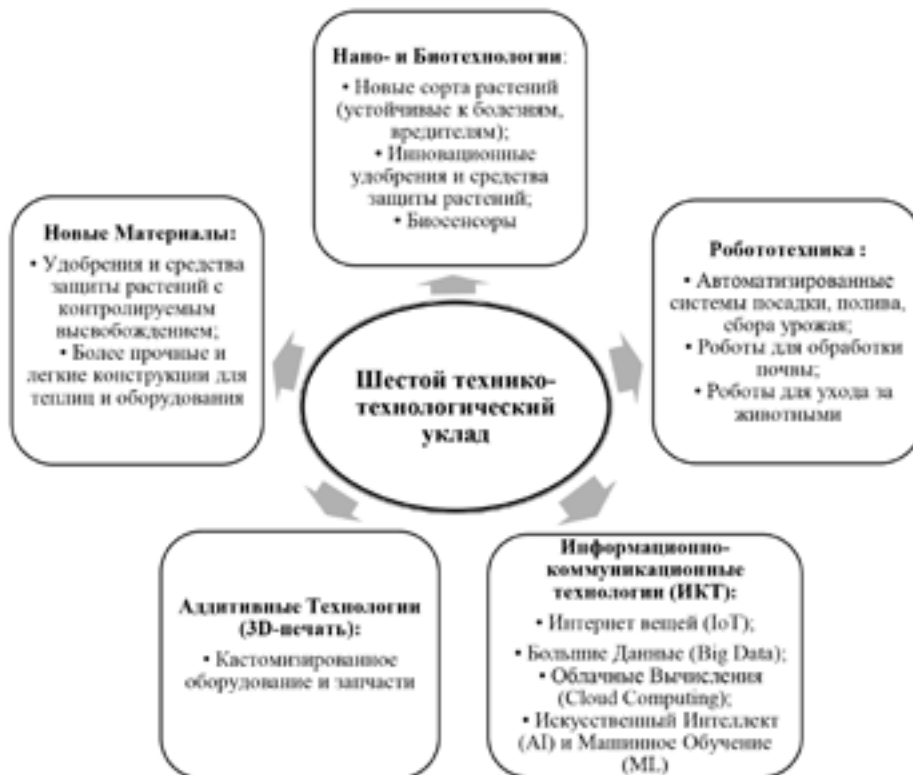 Нано- и Биотехнологии:
• Новые сорта растений
(устойчивые к болезням,
вредителям);
• Инновационные
удобрения и средства
защиты растений;
• Биосенсоры
Новые Материалы:
• Удобрения и средства
защиты растений с
контролируемым
высвобождением;
• Более прочные и
легкие конструкции для
теплиц и оборудования
Робототехника :
• Автоматизированные
системы посадки, полива,
сбора урожая;
• Роботы для обработки
почвы;
• Роботы для ухода за
животными
Шестой технико-
технологический
уклад
Аддитивные Технологии
(3D-печать):
• Кастомизированное
оборудование и запчасти
Информационно-
коммуникационные
технологии (ИКТ):
• Интернет вещей (IoT);
• Большие Данные (Big Data);
• Облачные Вычисления
(Cloud Computing);
• Искусственный Интеллект
(AI) и Машинное Обучение
(ML)